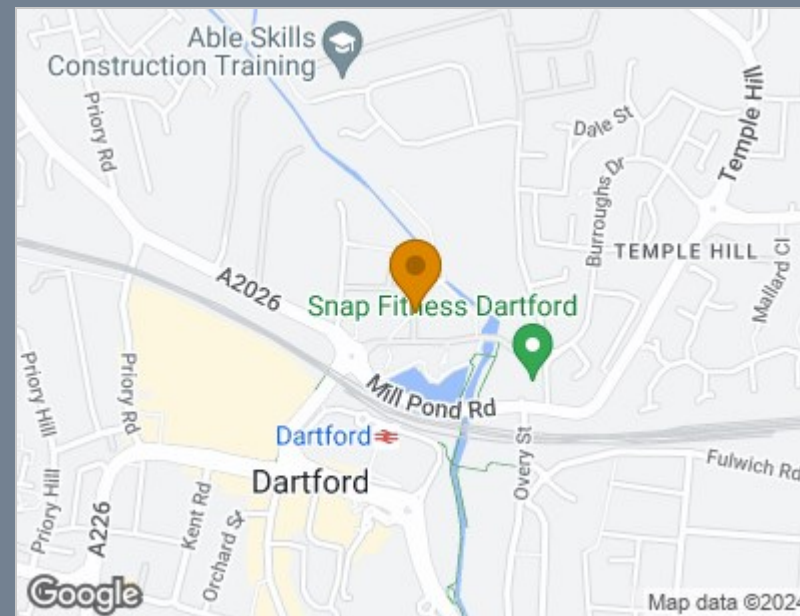 Able Skills
Construction Training
Priory Rd
Dale St
Temple Hill
Burroughs Dr
TEMPLE HILL
Mallard Cl
A2026
Snap Fitness Dartford
Priory Hill
Priory Rd
Mill Pond Rd
Dartford
Overy St
Fulwich Rd
Dartford
Priory Hill
A226
Kent Rd
Orchard St
Google
Map data ©2024